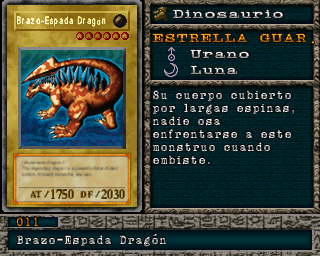 Brazo-Espada Dragón
AT/1750 DF/2030
Dinosaurio
ESTRELLA GUAR.
Urano
Luna
Su cuerpo cubierto
por largas espinas,
nadie osa
enfrentarse a este
monstruo cuando
embiste.
011
Brazo-Espada Dragón